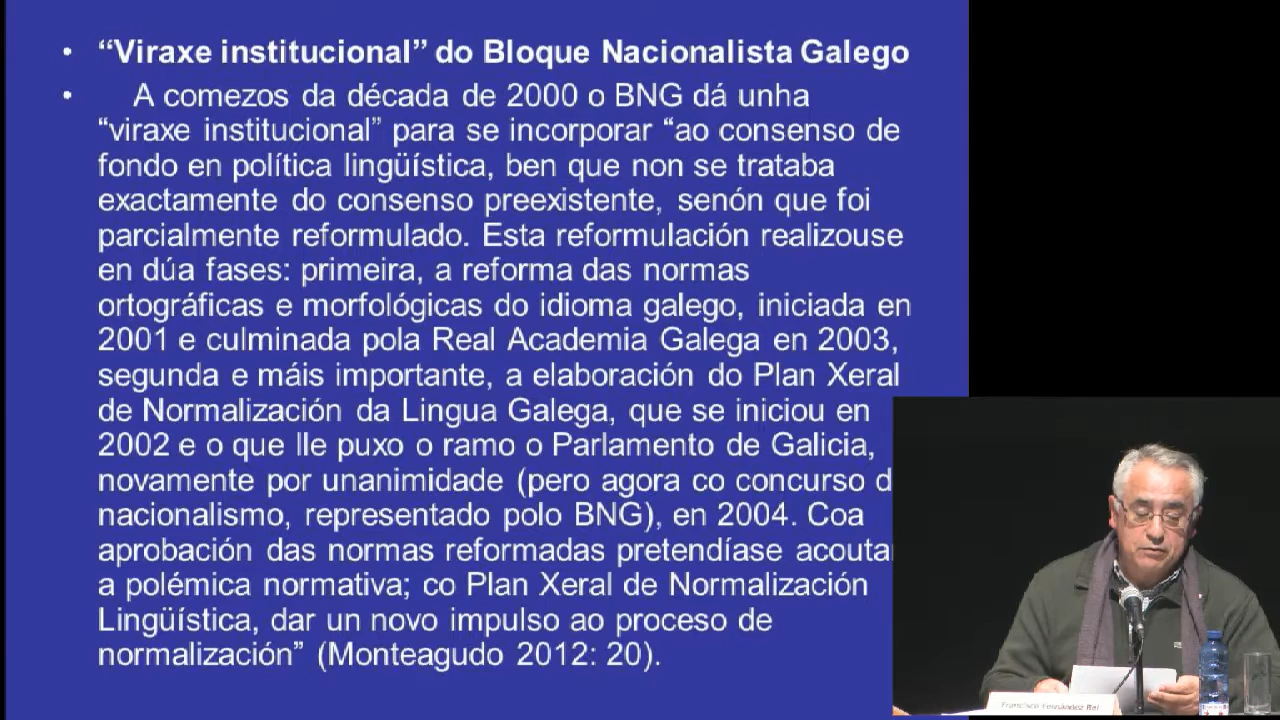 • “Viraxe institucional” do Bloque Nacionalista Galego
• A comezos da década de 2000 o BNG dá unha
“viraxe institucional” para se incorporar “ao consenso de
fondo en política lingüística, ben que non se trataba
exactamente do consenso preexistente, senón que foi
parcialmente reformulado. Esta reformulación realizouse
en dúa fases: primeira, a reforma das normas
ortográficas e morfológicas do idioma galego, iniciada en
2001 e culminada pola Real Academia Galega en 2003,
segunda e máis importante, a elaboración do Plan Xeral
de Normalización da Lingua Galega, que se iniciou en
2002 e o que lle puxo o ramo o Parlamento de Galicia,
novamente por unanimidade (pero agora co concurso d
nacionalismo, representado polo BNG), en 2004. Coa
aprobación das normas reformadas pretendíase acoutar
a polémica normativa; co Plan Xeral de Normalización
Lingüística, dar un novo impulso ao proceso de
normalización” (Monteagudo 2012: 20).
Francisco Fernández Rei